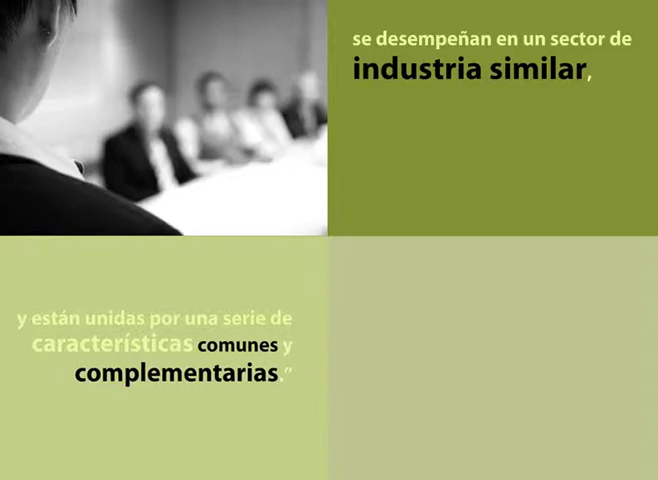 se desempeñan en un sector de
industria similar,
y están unidas por una serie de
características comunes y
complementarias.”